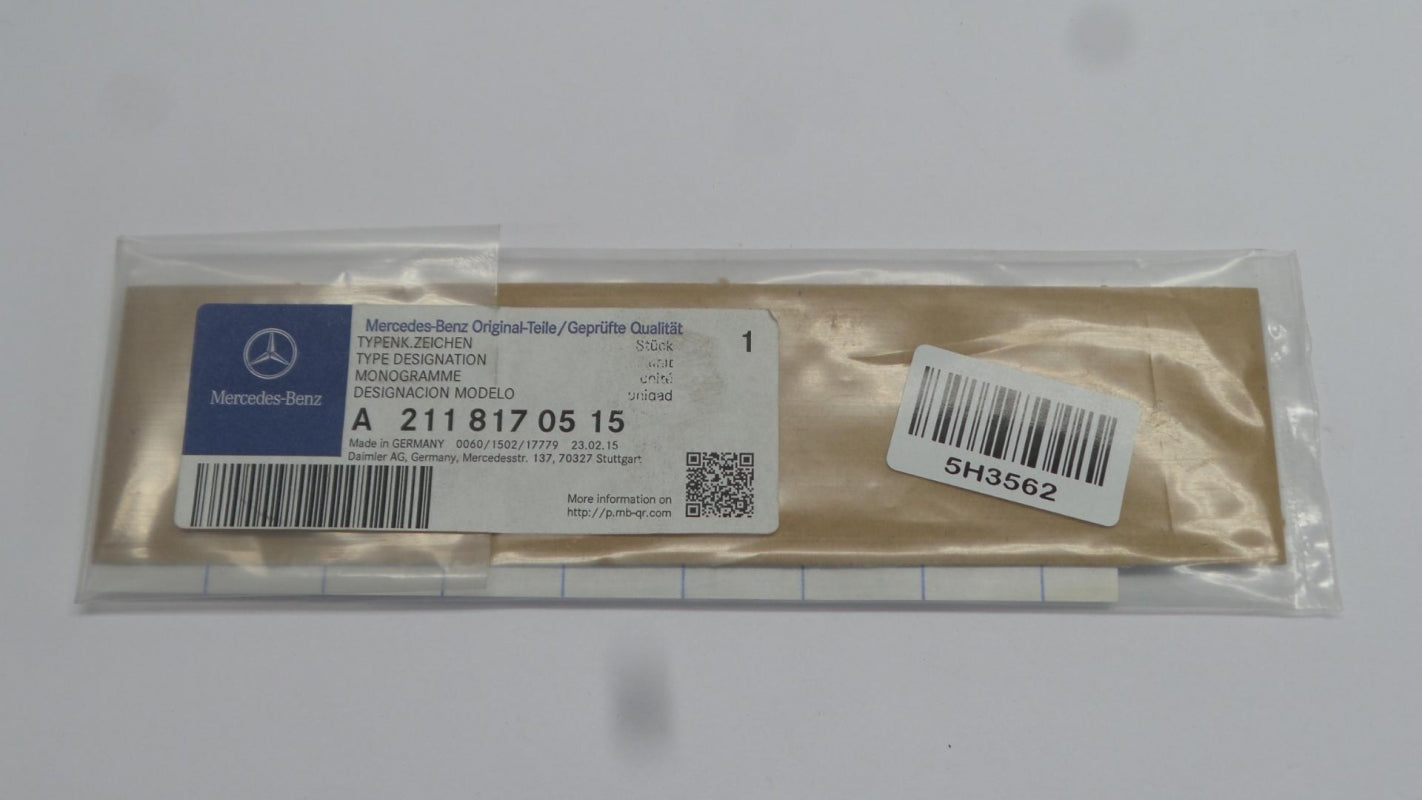 Mercedes-Benz
Mercedes-Benz Original-Teile/Geprüfte Qualität
TYPENK.ZEICHEN Stück 1
TYPE DESIGNATION
MONOGRAMME
DESIGNACION MODELO unidad
A 211 817 05 15
Made in GERMANY 0060/1502/17779 23.02.15
Daimler AG, Germany, Mercedesstr. 137, 70327 Stuttgart
More information on
http://p.mb-qr.com
5H3562